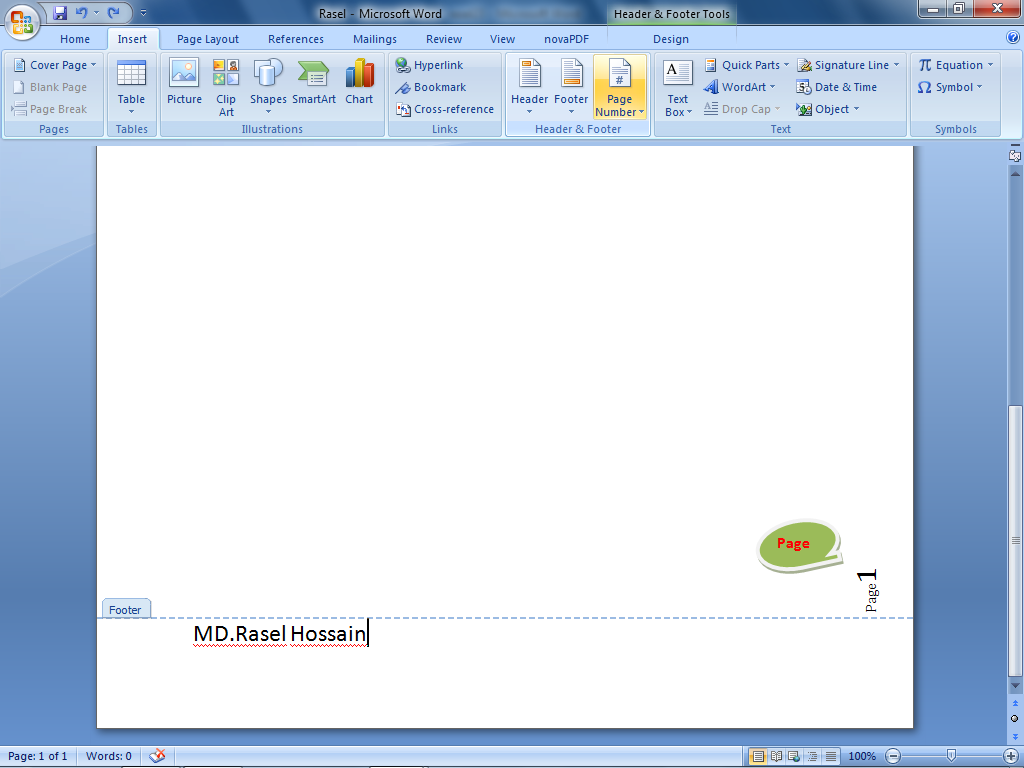 Rasel - Microsoft Word
Header & Footer Tools
Home Insert Page Layout References Mailings Review View novaPDF Design
Cover Page
Blank Page
Page Break
Pages
Table
Tables
Picture
Clip Art
Shapes
SmartArt
Chart
Illustrations
Hyperlink
Bookmark
Cross-reference
Links
Header
Footer
Page Number
#
Header & Footer
A
Text Box
Quick Parts
WordArt
Drop Cap
Signature Line
Date & Time
Object
Text
π Equation
Ω Symbol
Symbols
Page
Page 1
Footer
MD.Rasel Hossain
Page: 1 of 1 Words: 0 100%